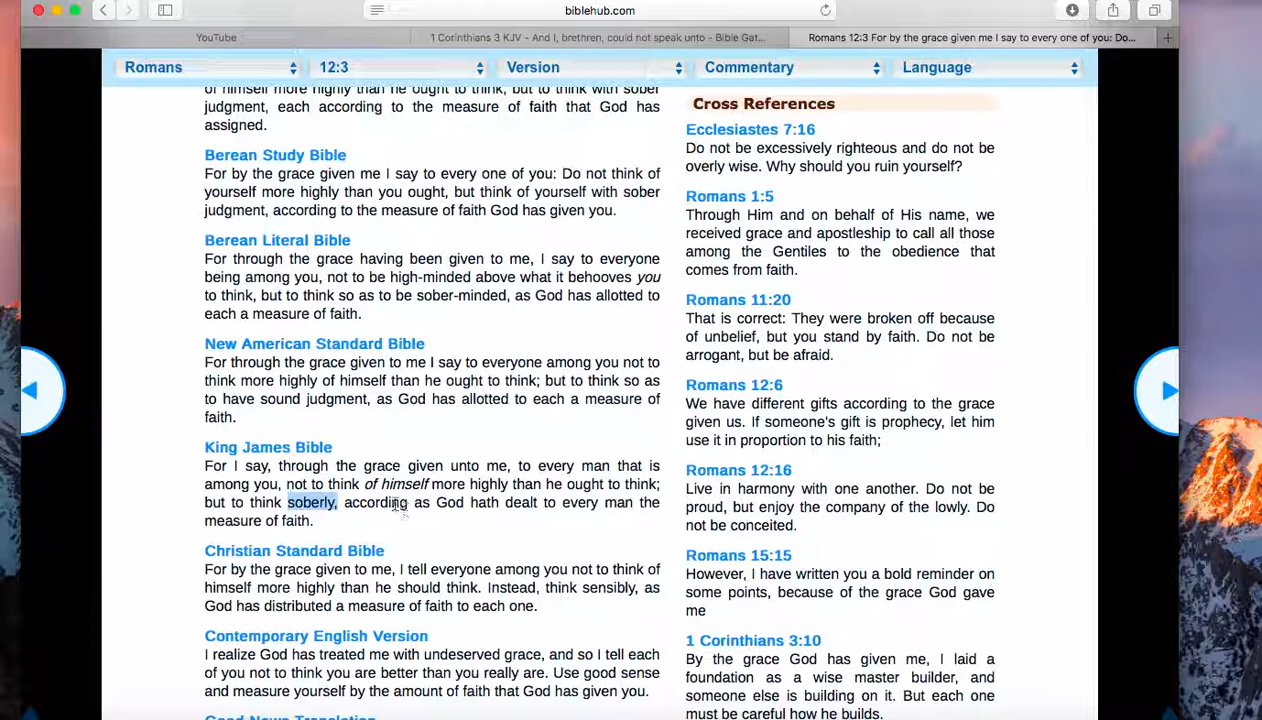 biblehub.com
YouTube
1 Corinthians 3 KJV - And I, brethren, could not speak unto - Bible Gat...
Romans 12:3 For by the grace given me I say to every one of you: Do...
Romans
12:3
Version
Commentary
Language
of himself more highly than he ought to think, but to think with sober
judgment, each according to the measure of faith that God has
assigned.
Berean Study Bible
For by the grace given me I say to every one of you: Do not think of
yourself more highly than you ought, but think of yourself with sober
judgment, according to the measure of faith God has given you.
Berean Literal Bible
For through the grace having been given to me, I say to everyone
being among you, not to be high-minded above what it behooves you
to think, but to think so as to be sober-minded, as God has allotted to
each a measure of faith.
New American Standard Bible
For through the grace given to me I say to everyone among you not to
think more highly of himself than he ought to think; but to think so as
to have sound judgment, as God has allotted to each a measure of
faith.
King James Bible
For I say, through the grace given unto me, to every man that is
among you, not to think of himself more highly than he ought to think;
but to think soberly, according as God hath dealt to every man the
measure of faith.
Christian Standard Bible
For by the grace given to me, I tell everyone among you not to think of
himself more highly than he should think. Instead, think sensibly, as
God has distributed a measure of faith to each one.
Contemporary English Version
I realize God has treated me with undeserved grace, and so I tell each
of you not to think you are better than you really are. Use good sense
and measure yourself by the amount of faith that God has given you.
Good News Translation
Cross References
Ecclesiastes 7:16
Do not be excessively righteous and do not be
overly wise. Why should you ruin yourself?
Romans 1:5
Through Him and on behalf of His name, we
received grace and apostleship to call all those
among the Gentiles to the obedience that
comes from faith.
Romans 11:20
That is correct: They were broken off because
of unbelief, but you stand by faith. Do not be
arrogant, but be afraid.
Romans 12:6
We have different gifts according to the grace
given us. If someone's gift is prophecy, let him
use it in proportion to his faith;
Romans 12:16
Live in harmony with one another. Do not be
proud, but enjoy the company of the lowly. Do
not be conceited.
Romans 15:15
However, I have written you a bold reminder on
some points, because of the grace God gave
me
1 Corinthians 3:10
By the grace God has given me, I laid a
foundation as a wise master builder, and
someone else is building on it. But each one
must be careful how he builds.